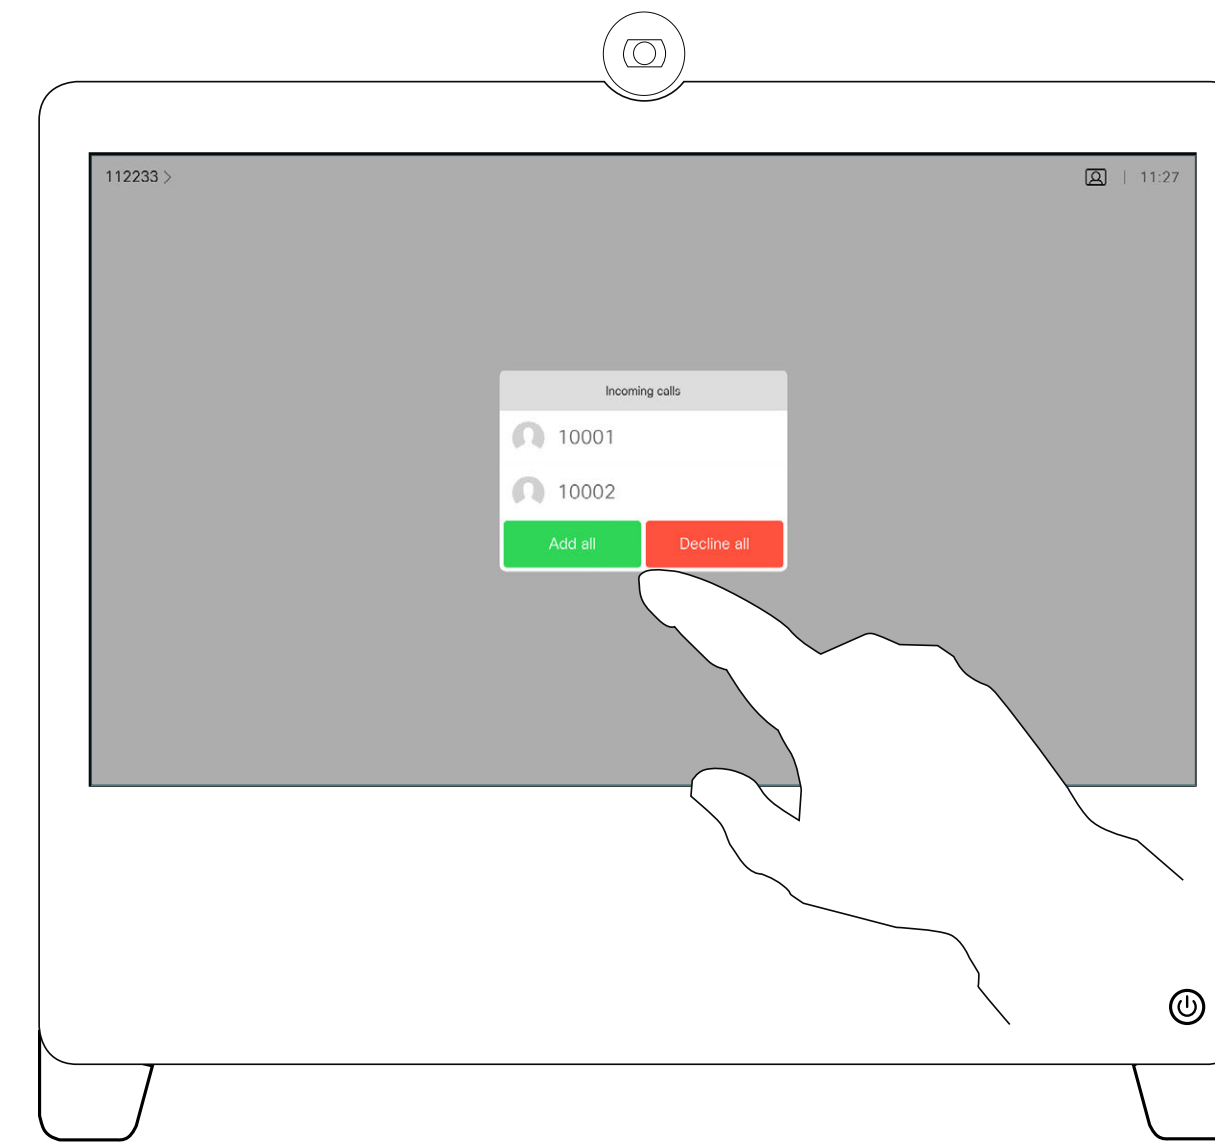 112233 >
11:27
Incoming calls
10001
10002
Add all
Decline all